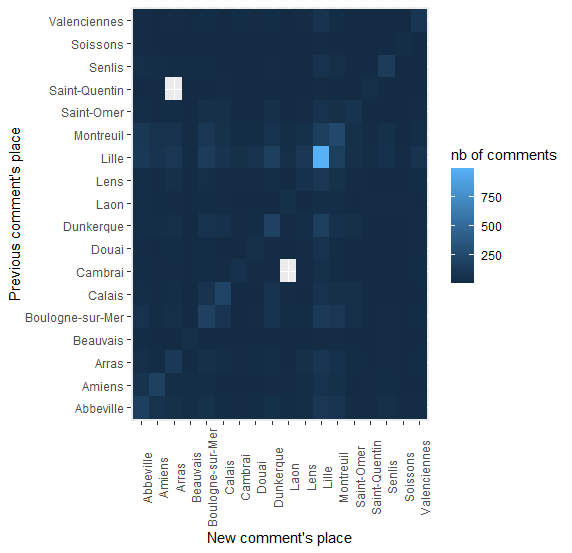 Valenciennes
Soissons
Senlis
Saint-Quentin
Saint-Omer
Montreuil
Lille
Lens
Laon
Dunkerque
Douai
Cambrai
Calais
Boulogne-sur-Mer
Beauvais
Arras
Amiens
Abbeville
Previous comment's place
Abbeville
Amiens
Arras
Beauvais
Boulogne-sur-Mer
Calais
Cambrai
Douai
Dunkerque
Laon
Lens
Lille
Montreuil
Saint-Omer
Saint-Quentin
Senlis
Soissons
Valenciennes
New comment's place
nb of comments
750
500
250